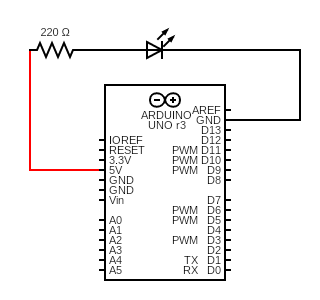 220 Ω
ARDUINO
UNO r3
AREF
GND
D13
D12
IOREF
RESET PWM D11
3.3V PWM D10
5V PWM D9
GND D8
GND
Vin D7
PWM D6
A0 PWM D5
A1 D4
A2 PWM D3
A3 D2
A4 TX D1
A5 RX D0